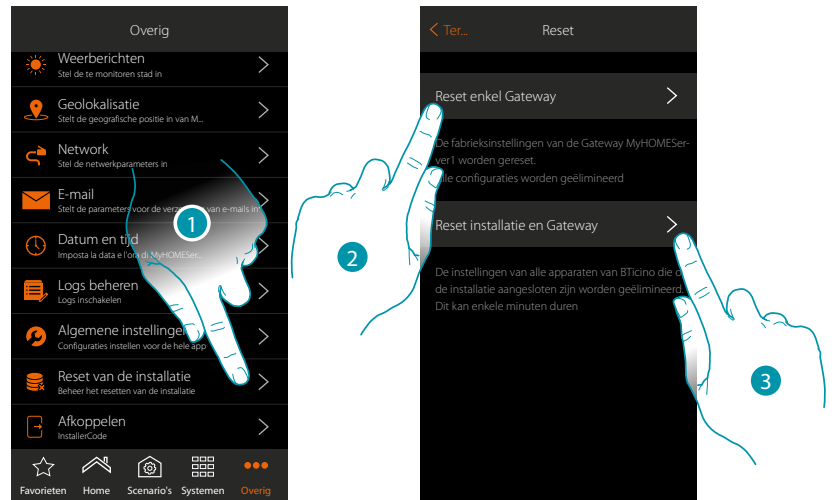 Overig
Weerberichten
Stel de te monitoren stad in
Geolokalisatie
Stelt de geografische positie in van M...
Network
Stel de netwerkparameters in
E-mail
Stelt de parameters voor de van e-mails in
Datum en tijd
Imposta la data e l'ora di MyHOMESer...
Logs beheren
Logs inschakelen
Algemene instellingen
Configuraties instellen voor de hele app
Reset van de installatie
Beheer het resetten van de installatie
Afkoppelen
InstallerCode
Favorieten Home Scenario's Systemen Overig
1
2
Ter... Reset
Reset enkel Gateway
De fabrieksinstellingen van de Gateway MyHOMESer-
ver1 worden gereset.
Alle configuraties worden geëlimineerd
Reset installatie en Gateway
De instellingen van alle apparaten van BTicino die
de installatie aangesloten zijn worden geëlimineerd.
Dit kan enkele minuten duren
3